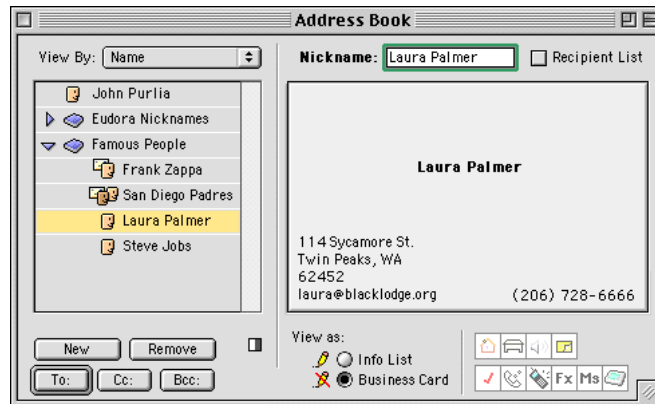 Address Book
View By: Name
Nickname: Laura Palmer Recipient List
John Purlia
Eudora Nicknames
Famous People
Frank Zappa
San Diego Padres
Laura Palmer
Steve Jobs
Laura Palmer
114 Sycamore St.
Twin Peaks, WA
62452
laura@blacklodge.org (206) 728-6666
New Remove
To: Cc: Bcc:
View as:
Info List
Business Card
Fx Ms